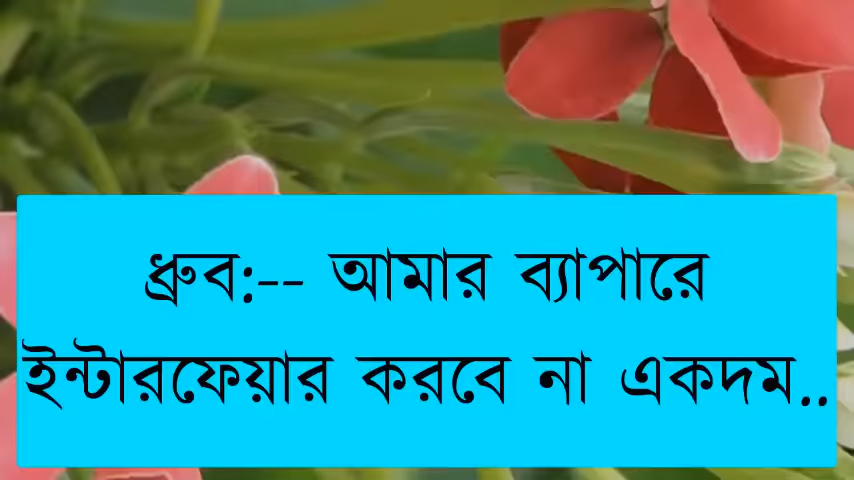 ধ্রুব:-- আমার ব্যাপারে
ইন্টারফেয়ার করবে না একদম..